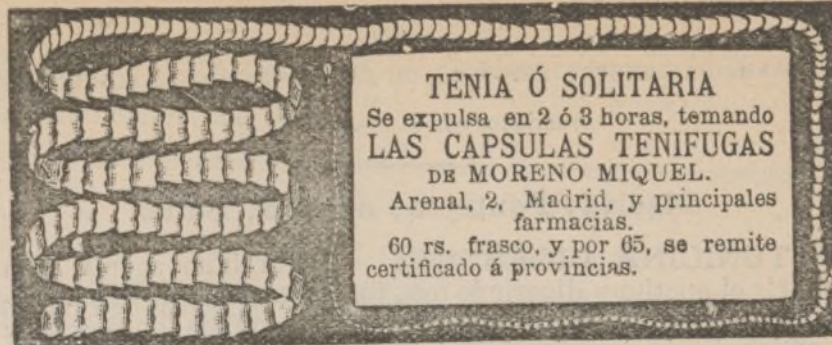 TENIA Ó SOLITARIA
Se expulsa en 2 ó 3 horas, temando
LAS CAPSULAS TENIFUGAS
DE MORENO MIQUEL.
Arenal, 2, Madrid, y principales
farmacias.
60 rs. frasco, y por 65, se remite
certificado á provincias.